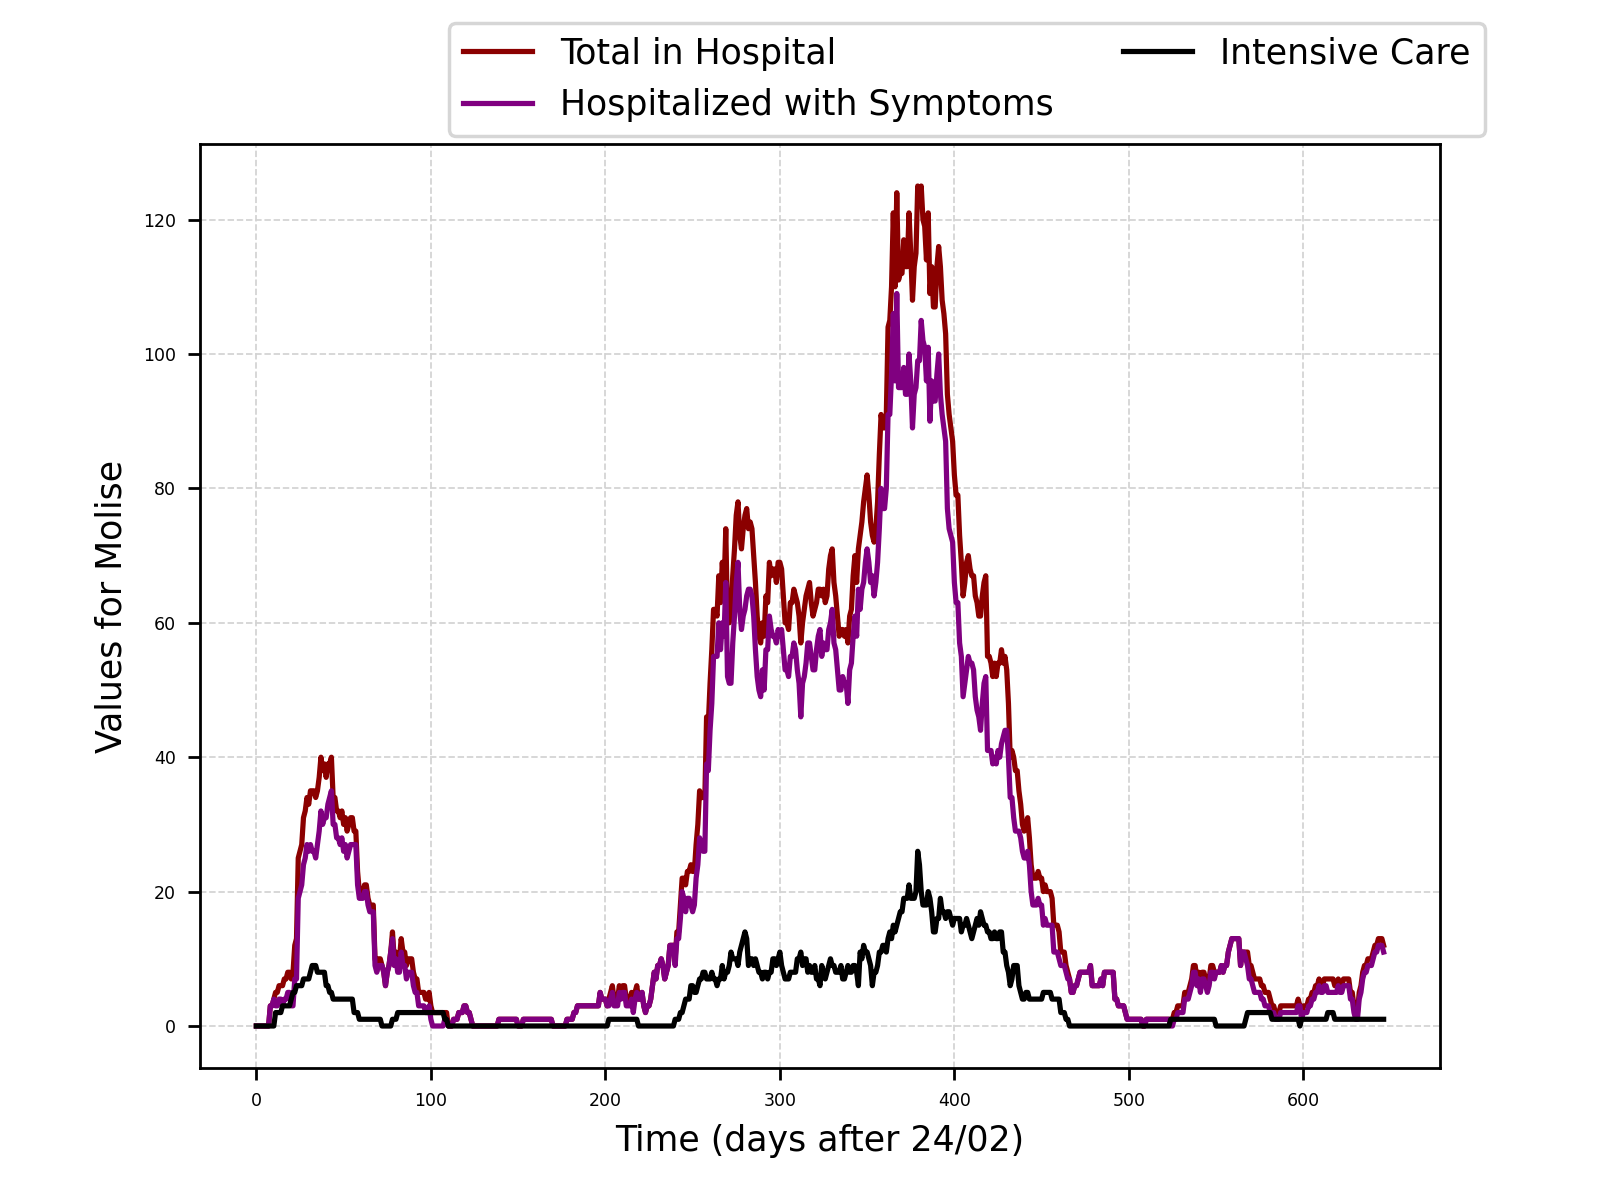 Total in Hospital
Hospitalized with Symptoms
Intensive Care
Values for Molise
120
100
80
60
40
20
0
0 100 200 300 400 500 600
Time (days after 24/02)